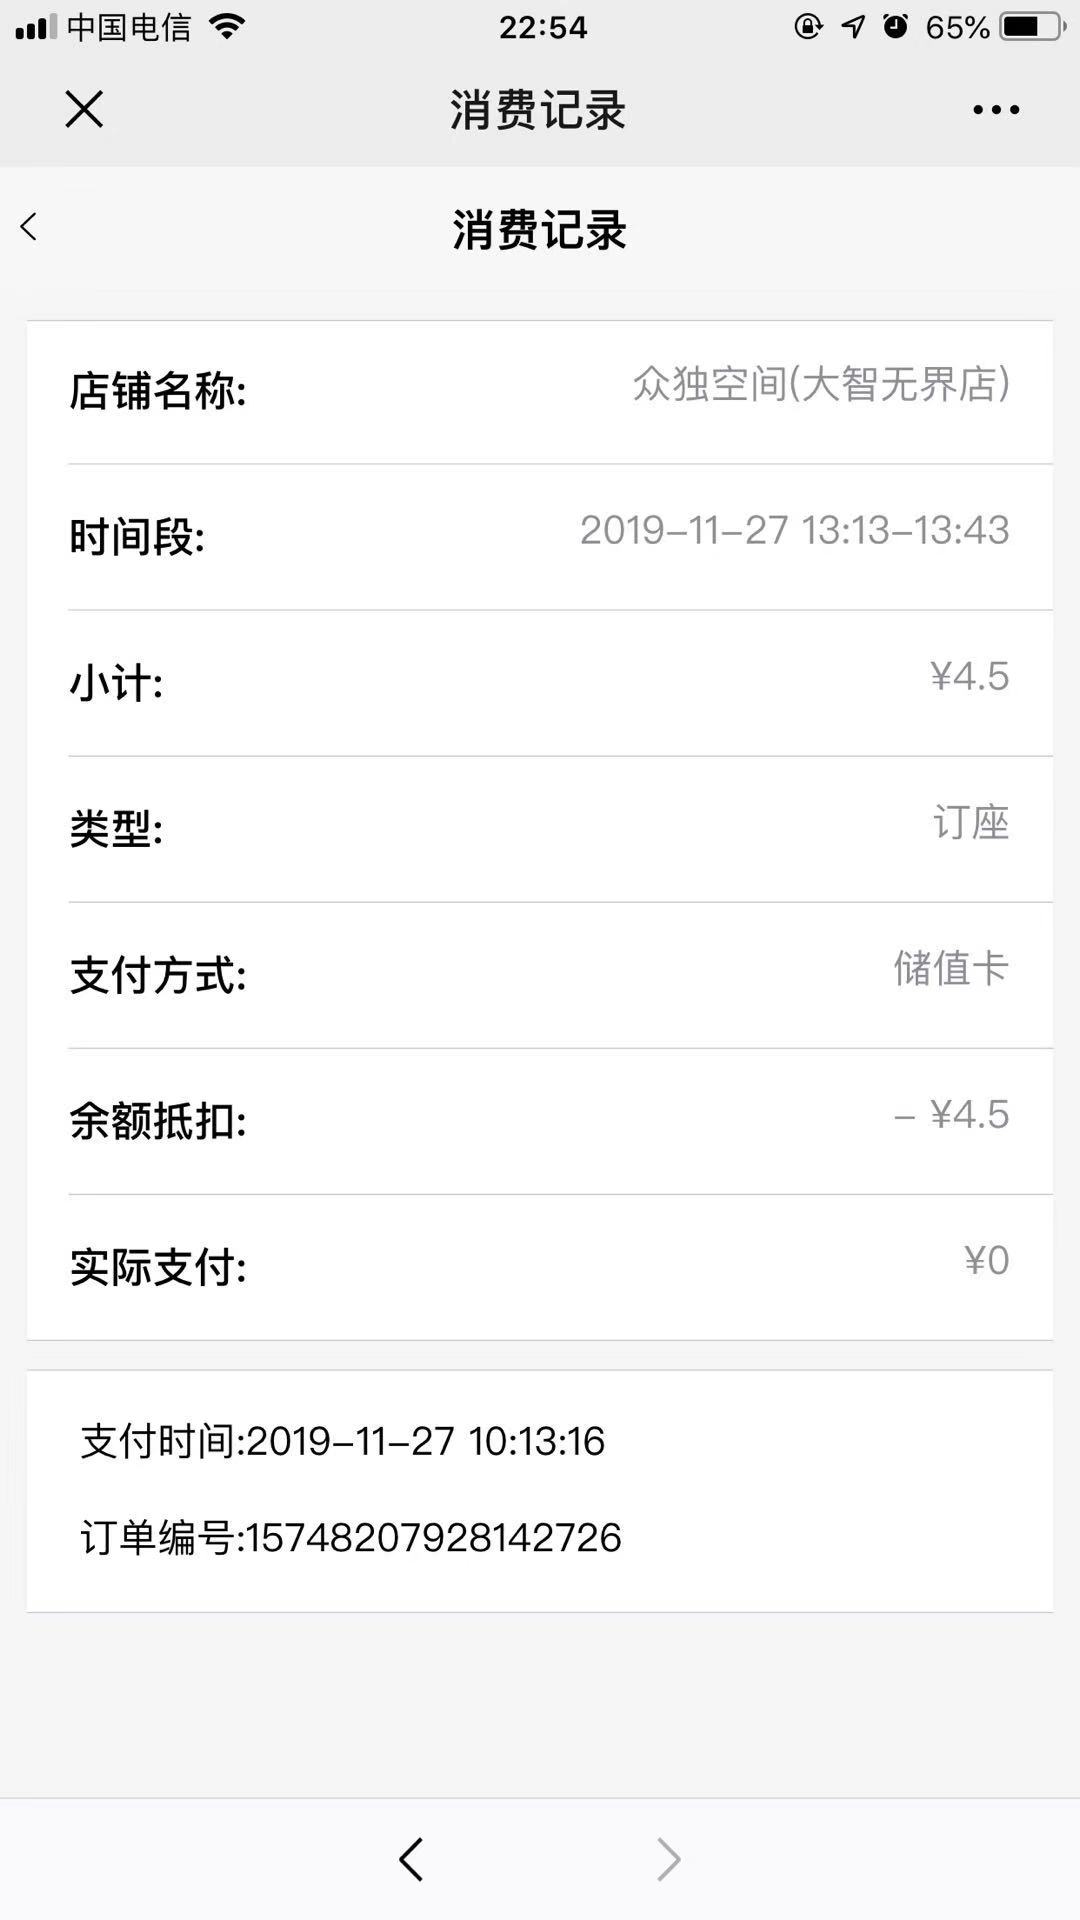 中国电信 22:54 65%
消费记录
消费记录
店铺名称: 众独空间(大智无界店)
时间段: 2019-11-27 13:13-13:43
小计: ¥4.5
类型: 订座
支付方式: 储值卡
余额抵扣: - ¥4.5
实际支付: ¥0
支付时间:2019-11-27 10:13:16
订单编号:15748207928142726